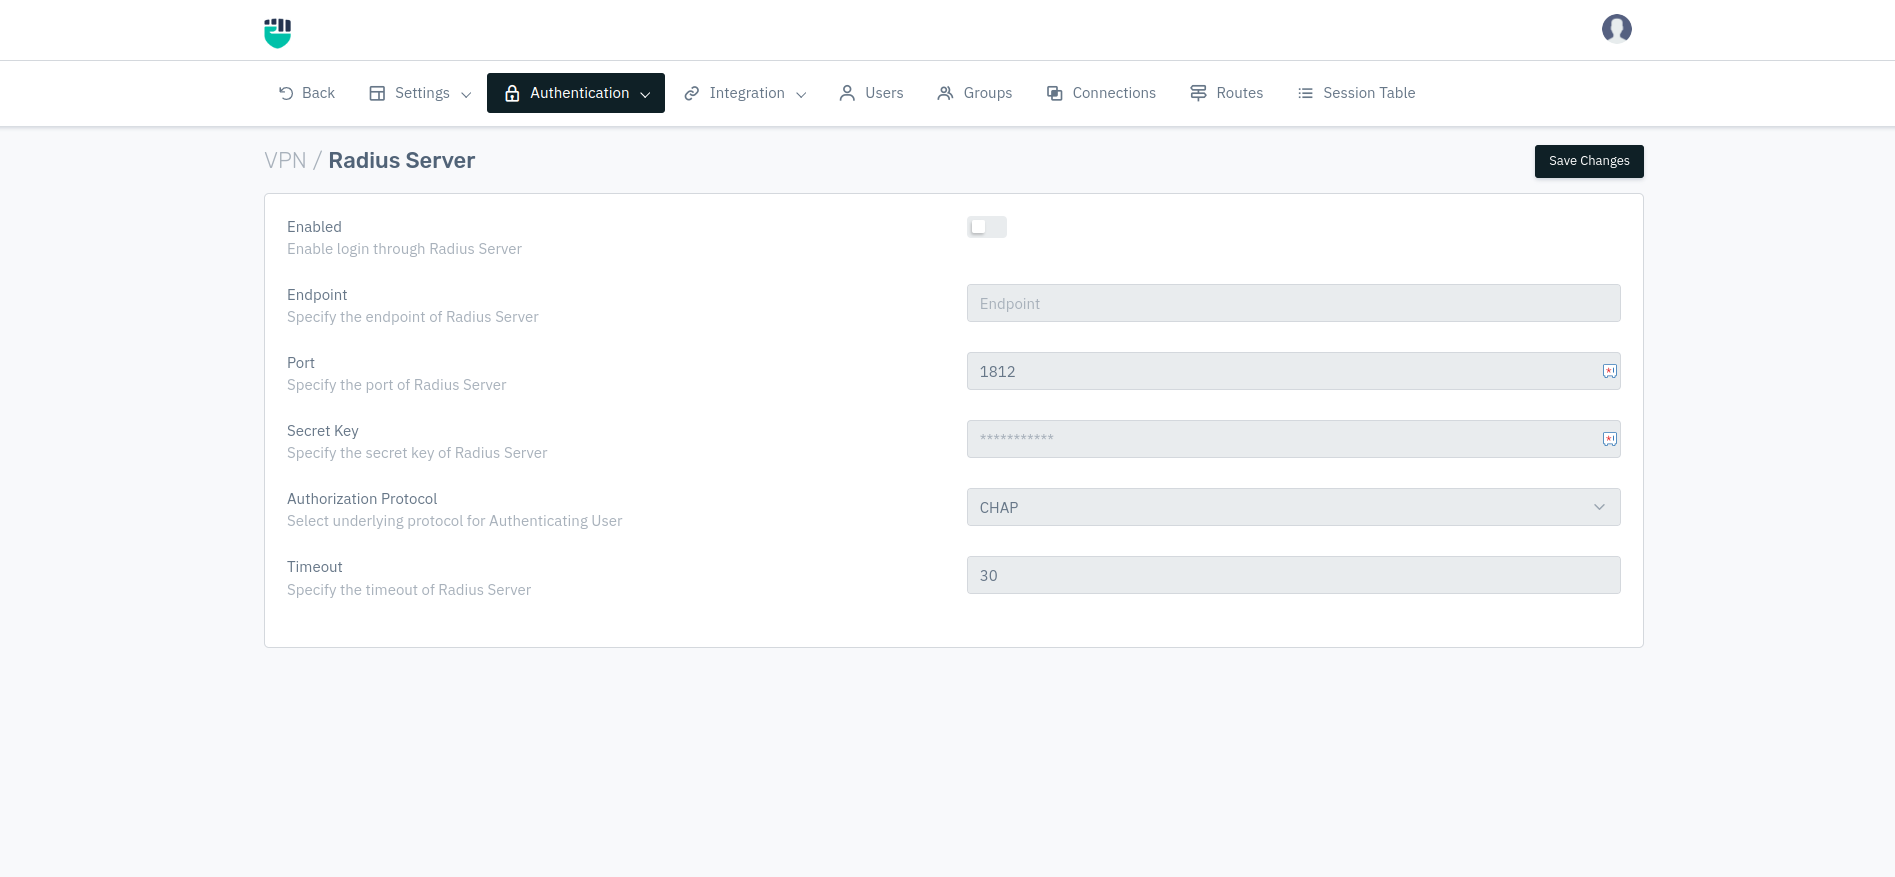 Back
Settings
Authentication
Integration
Users
Groups
Connections
Routes
Session Table
VPN / Radius Server
Save Changes
Enabled
Enable login through Radius Server
Endpoint
Specify the endpoint of Radius Server
Endpoint
Port
Specify the port of Radius Server
1812
Secret Key
Specify the secret key of Radius Server
***********
Authorization Protocol
Select underlying protocol for Authenticating User
CHAP
Timeout
Specify the timeout of Radius Server
30